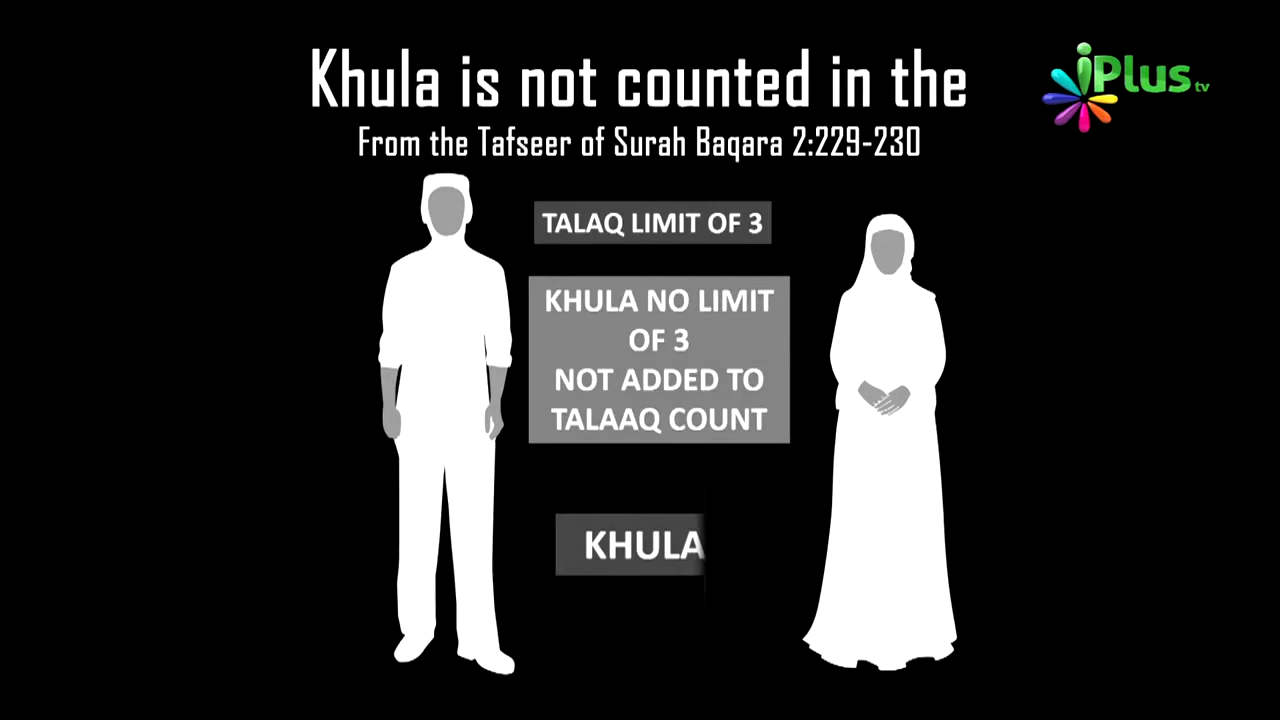 Khula is not counted in the
iPlus tv
From the Tafseer of Surah Baqara 2:229-230
TALAQ LIMIT OF 3
KHULA NO LIMIT
OF 3
NOT ADDED TO
TALAAQ COUNT
KHULA